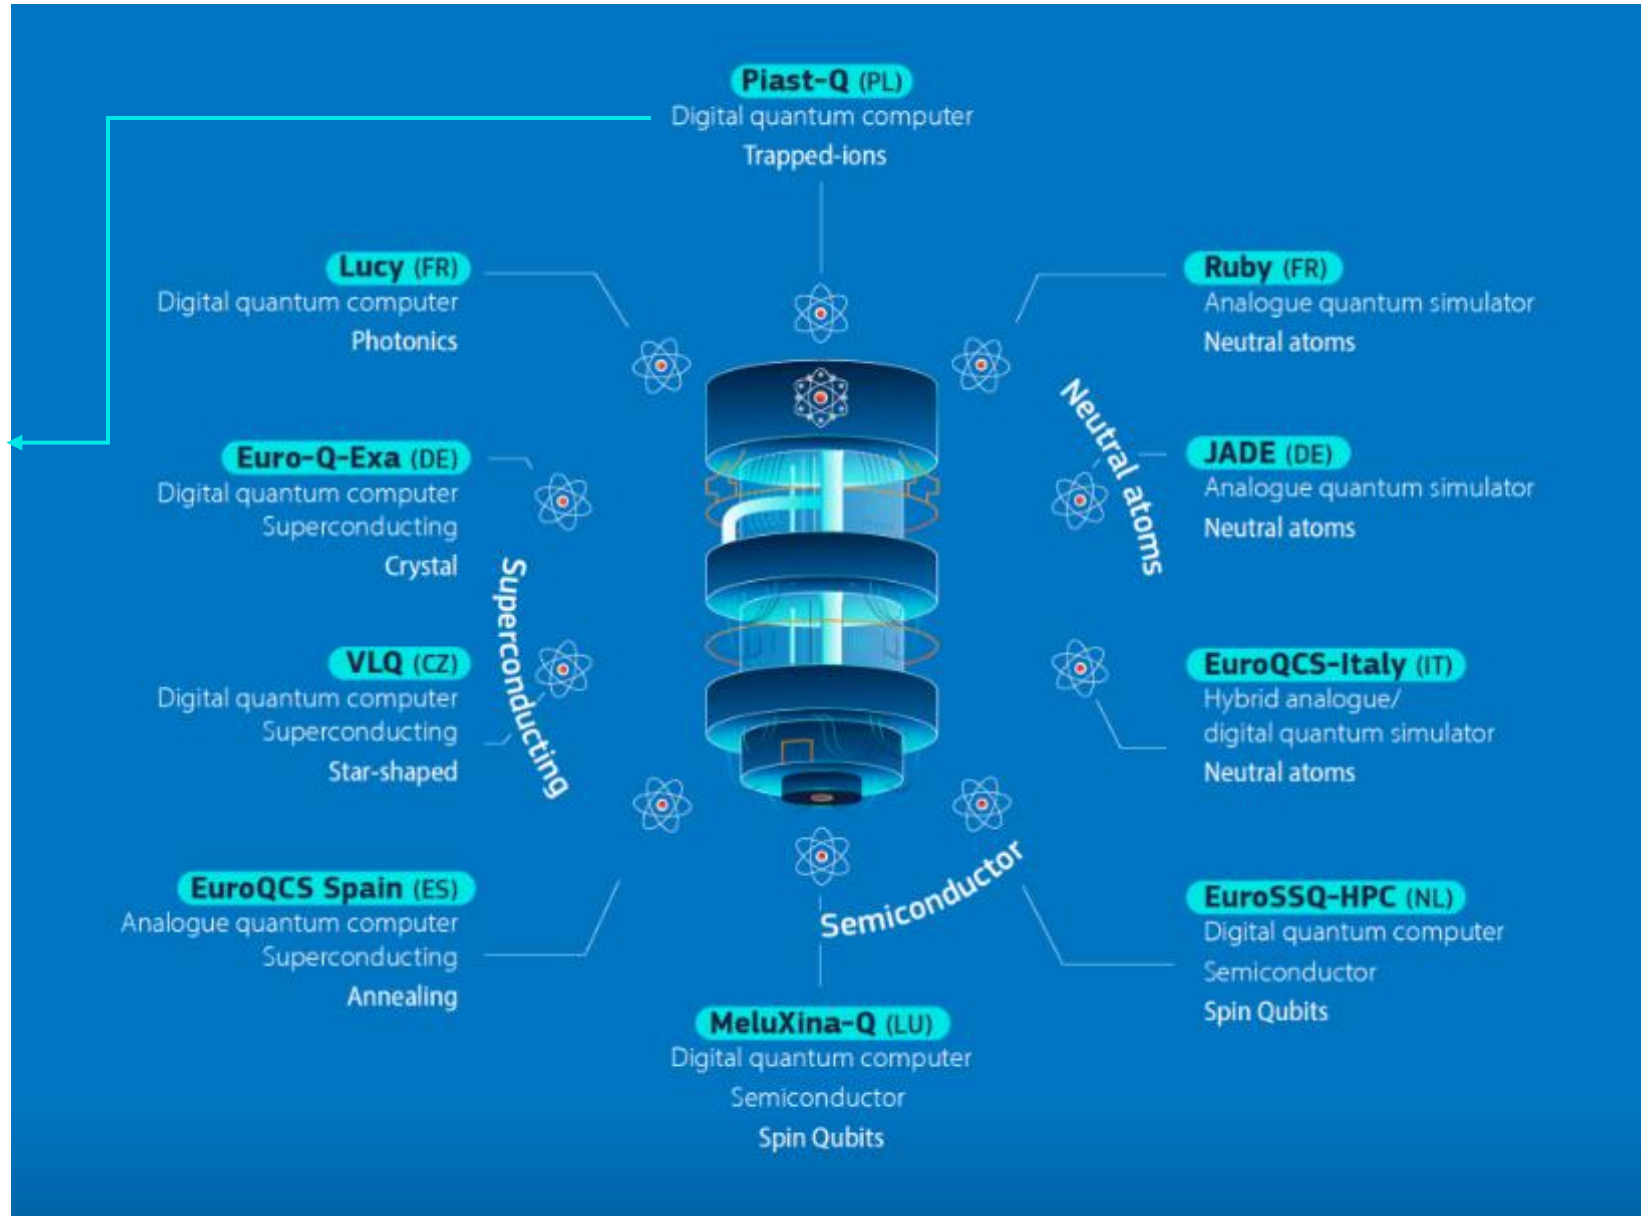 Piast-Q (PL)
Digital quantum computer
Trapped-ions
Lucy (FR)
Digital quantum computer
Photonics
Ruby (FR)
Analogue quantum simulator
Neutral atoms
Euro-Q-Exa (DE)
Digital quantum computer
Superconducting
Crystal
Neutral atoms
JADE (DE)
Analogue quantum simulator
Neutral atoms
Superconducting
VLQ (CZ)
Digital quantum computer
Superconducting
Star-shaped
EuroQCS-Italy (IT)
Hybrid analogue/
digital quantum simulator
Neutral atoms
EuroQCS Spain (ES)
Analogue quantum computer
Superconducting
Annealing
Semiconductor
EuroSSQ-HPC (NL)
Digital quantum computer
Semiconductor
Spin Qubits
MeluXina-Q (LU)
Digital quantum computer
Semiconductor
Spin Qubits